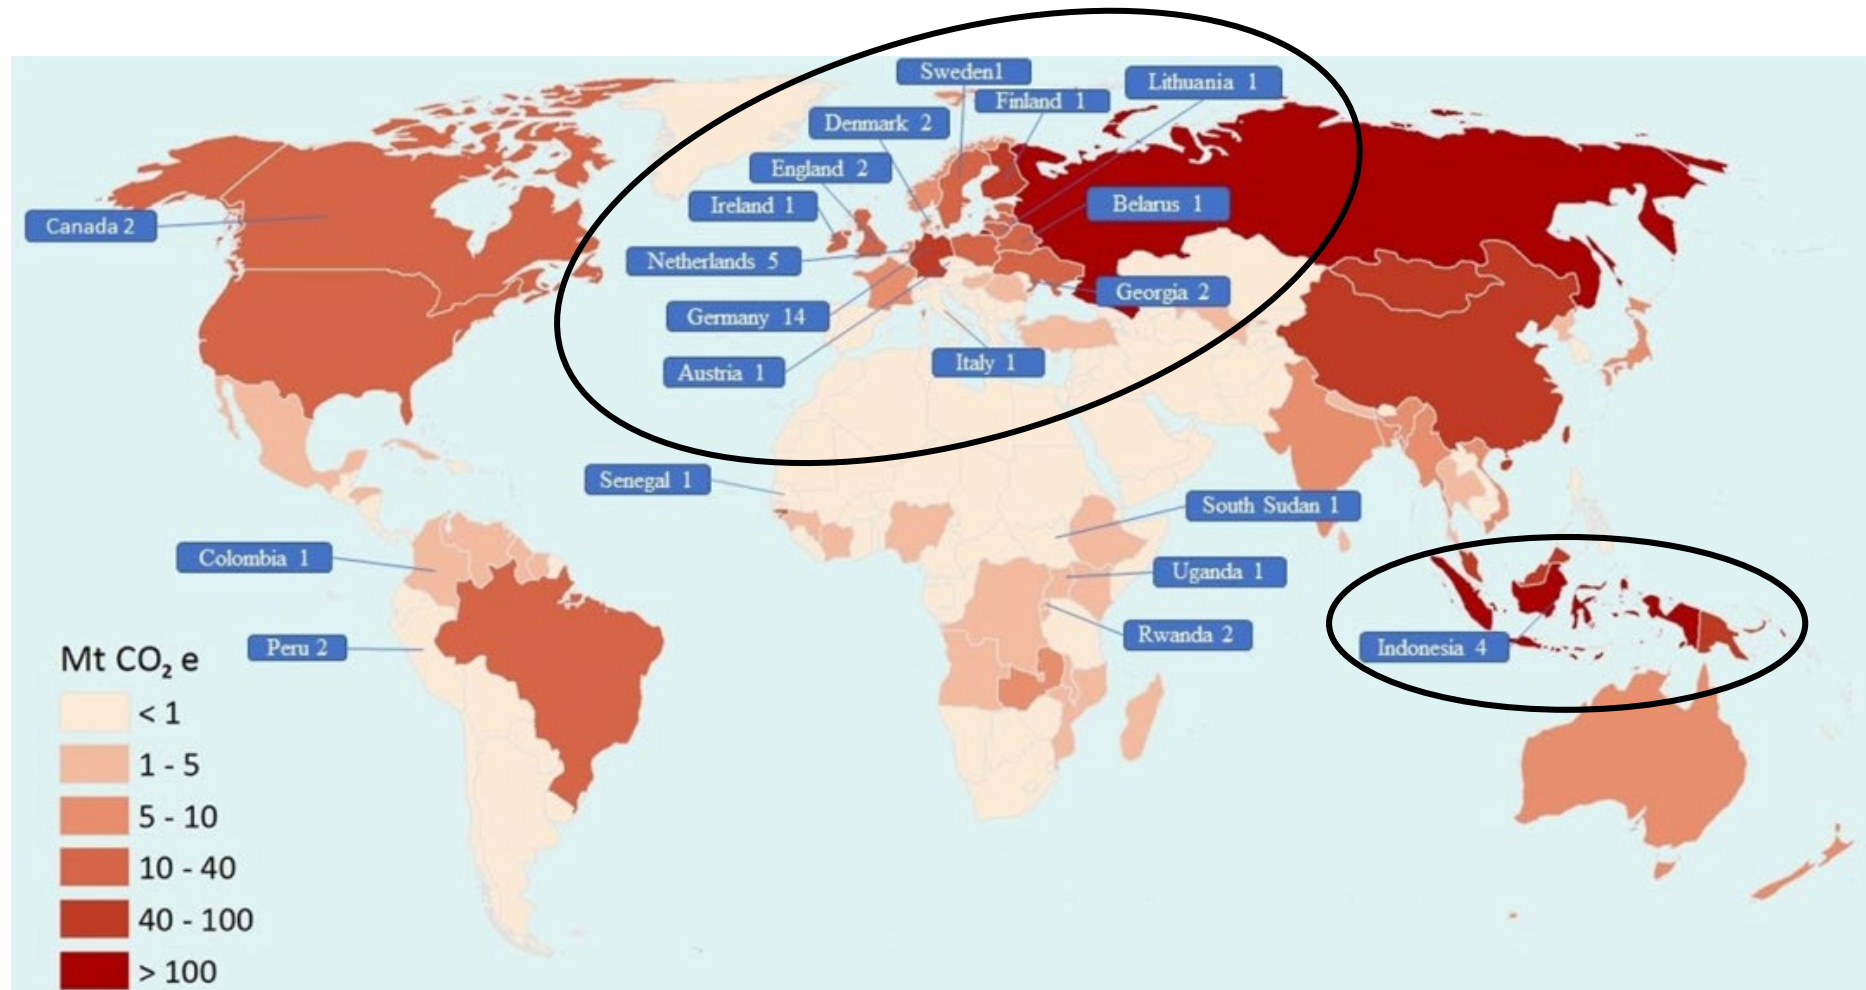 Sweden1
Lithuania 1
Finland 1
Denmark 2
England 2
Ireland 1
Belarus 1
Canada 2
Netherlands 5
Georgia 2
Germany 14
Italy 1
Austria 1
Senegal 1
South Sudan 1
Colombia 1
Uganda 1
Rwanda 2
Peru 2
Indonesia 4
Mt CO₂ e
< 1
1 - 5
5 - 10
10 - 40
40 - 100
> 100